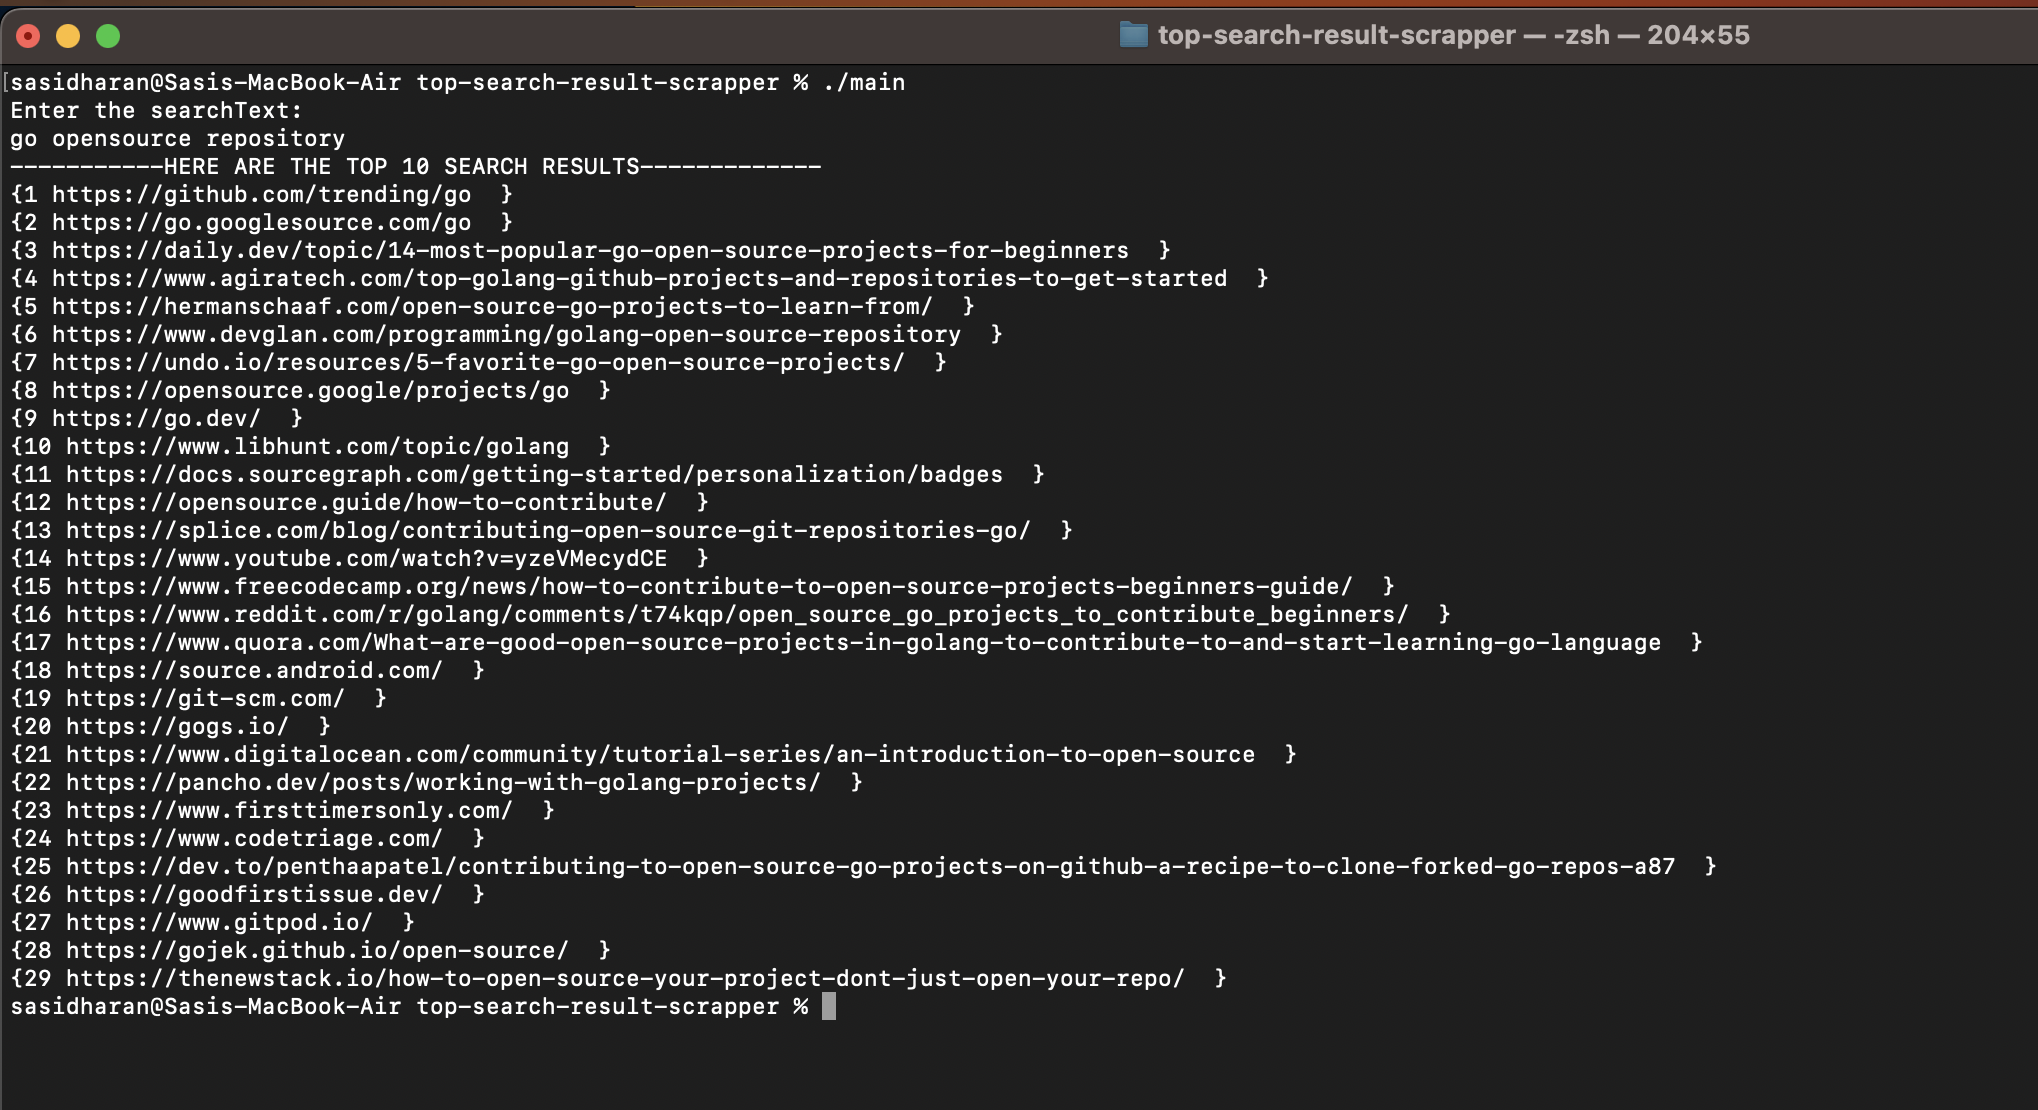 top-search-result-scrapper — -zsh — 204×55
[sasidharan@Sasis-MacBook-Air top-search-result-scrapper % ./main
Enter the searchText:
go opensource repository
-----------HERE ARE THE TOP 10 SEARCH RESULTS-------------
{1 https://github.com/trending/go  }
{2 https://go.googlesource.com/go  }
{3 https://daily.dev/topic/14-most-popular-go-open-source-projects-for-beginners  }
{4 https://www.agiratech.com/top-golang-github-projects-and-repositories-to-get-started  }
{5 https://hermanschaaf.com/open-source-go-projects-to-learn-from/  }
{6 https://www.devglan.com/programming/golang-open-source-repository  }
{7 https://undo.io/resources/5-favorite-go-open-source-projects/  }
{8 https://opensource.google/projects/go  }
{9 https://go.dev/  }
{10 https://www.libhunt.com/topic/golang  }
{11 https://docs.sourcegraph.com/getting-started/personalization/badges  }
{12 https://opensource.guide/how-to-contribute/  }
{13 https://splice.com/blog/contributing-open-source-git-repositories-go/  }
{14 https://www.youtube.com/watch?v=yzeVMecydCE  }
{15 https://www.freecodecamp.org/news/how-to-contribute-to-open-source-projects-beginners-guide/  }
{16 https://www.reddit.com/r/golang/comments/t74kqp/open_source_go_projects_to_contribute_beginners/  }
{17 https://www.quora.com/What-are-good-open-source-projects-in-golang-to-contribute-to-and-start-learning-go-language  }
{18 https://source.android.com/  }
{19 https://git-scm.com/  }
{20 https://gogs.io/  }
{21 https://www.digitalocean.com/community/tutorial-series/an-introduction-to-open-source  }
{22 https://pancho.dev/posts/working-with-golang-projects/  }
{23 https://www.firsttimersonly.com/  }
{24 https://www.codetriage.com/  }
{25 https://dev.to/penthaapatel/contributing-to-open-source-go-projects-on-github-a-recipe-to-clone-forked-go-repos-a87  }
{26 https://goodfirstissue.dev/  }
{27 https://www.gitpod.io/  }
{28 https://gojek.github.io/open-source/  }
{29 https://thenewstack.io/how-to-open-source-your-project-dont-just-open-your-repo/  }
sasidharan@Sasis-MacBook-Air top-search-result-scrapper %